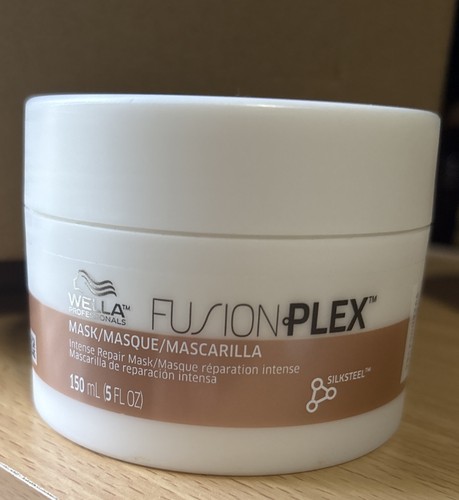 WELLA™
PROFESSIONALS
FUSIONPLEX™
MASK/MASQUE/MASCARILLA
Intense Repair Mask/Masque réparation intense
Mascarilla de reparación intensa
150 mL (5 FL OZ)
SILKSTEEL™